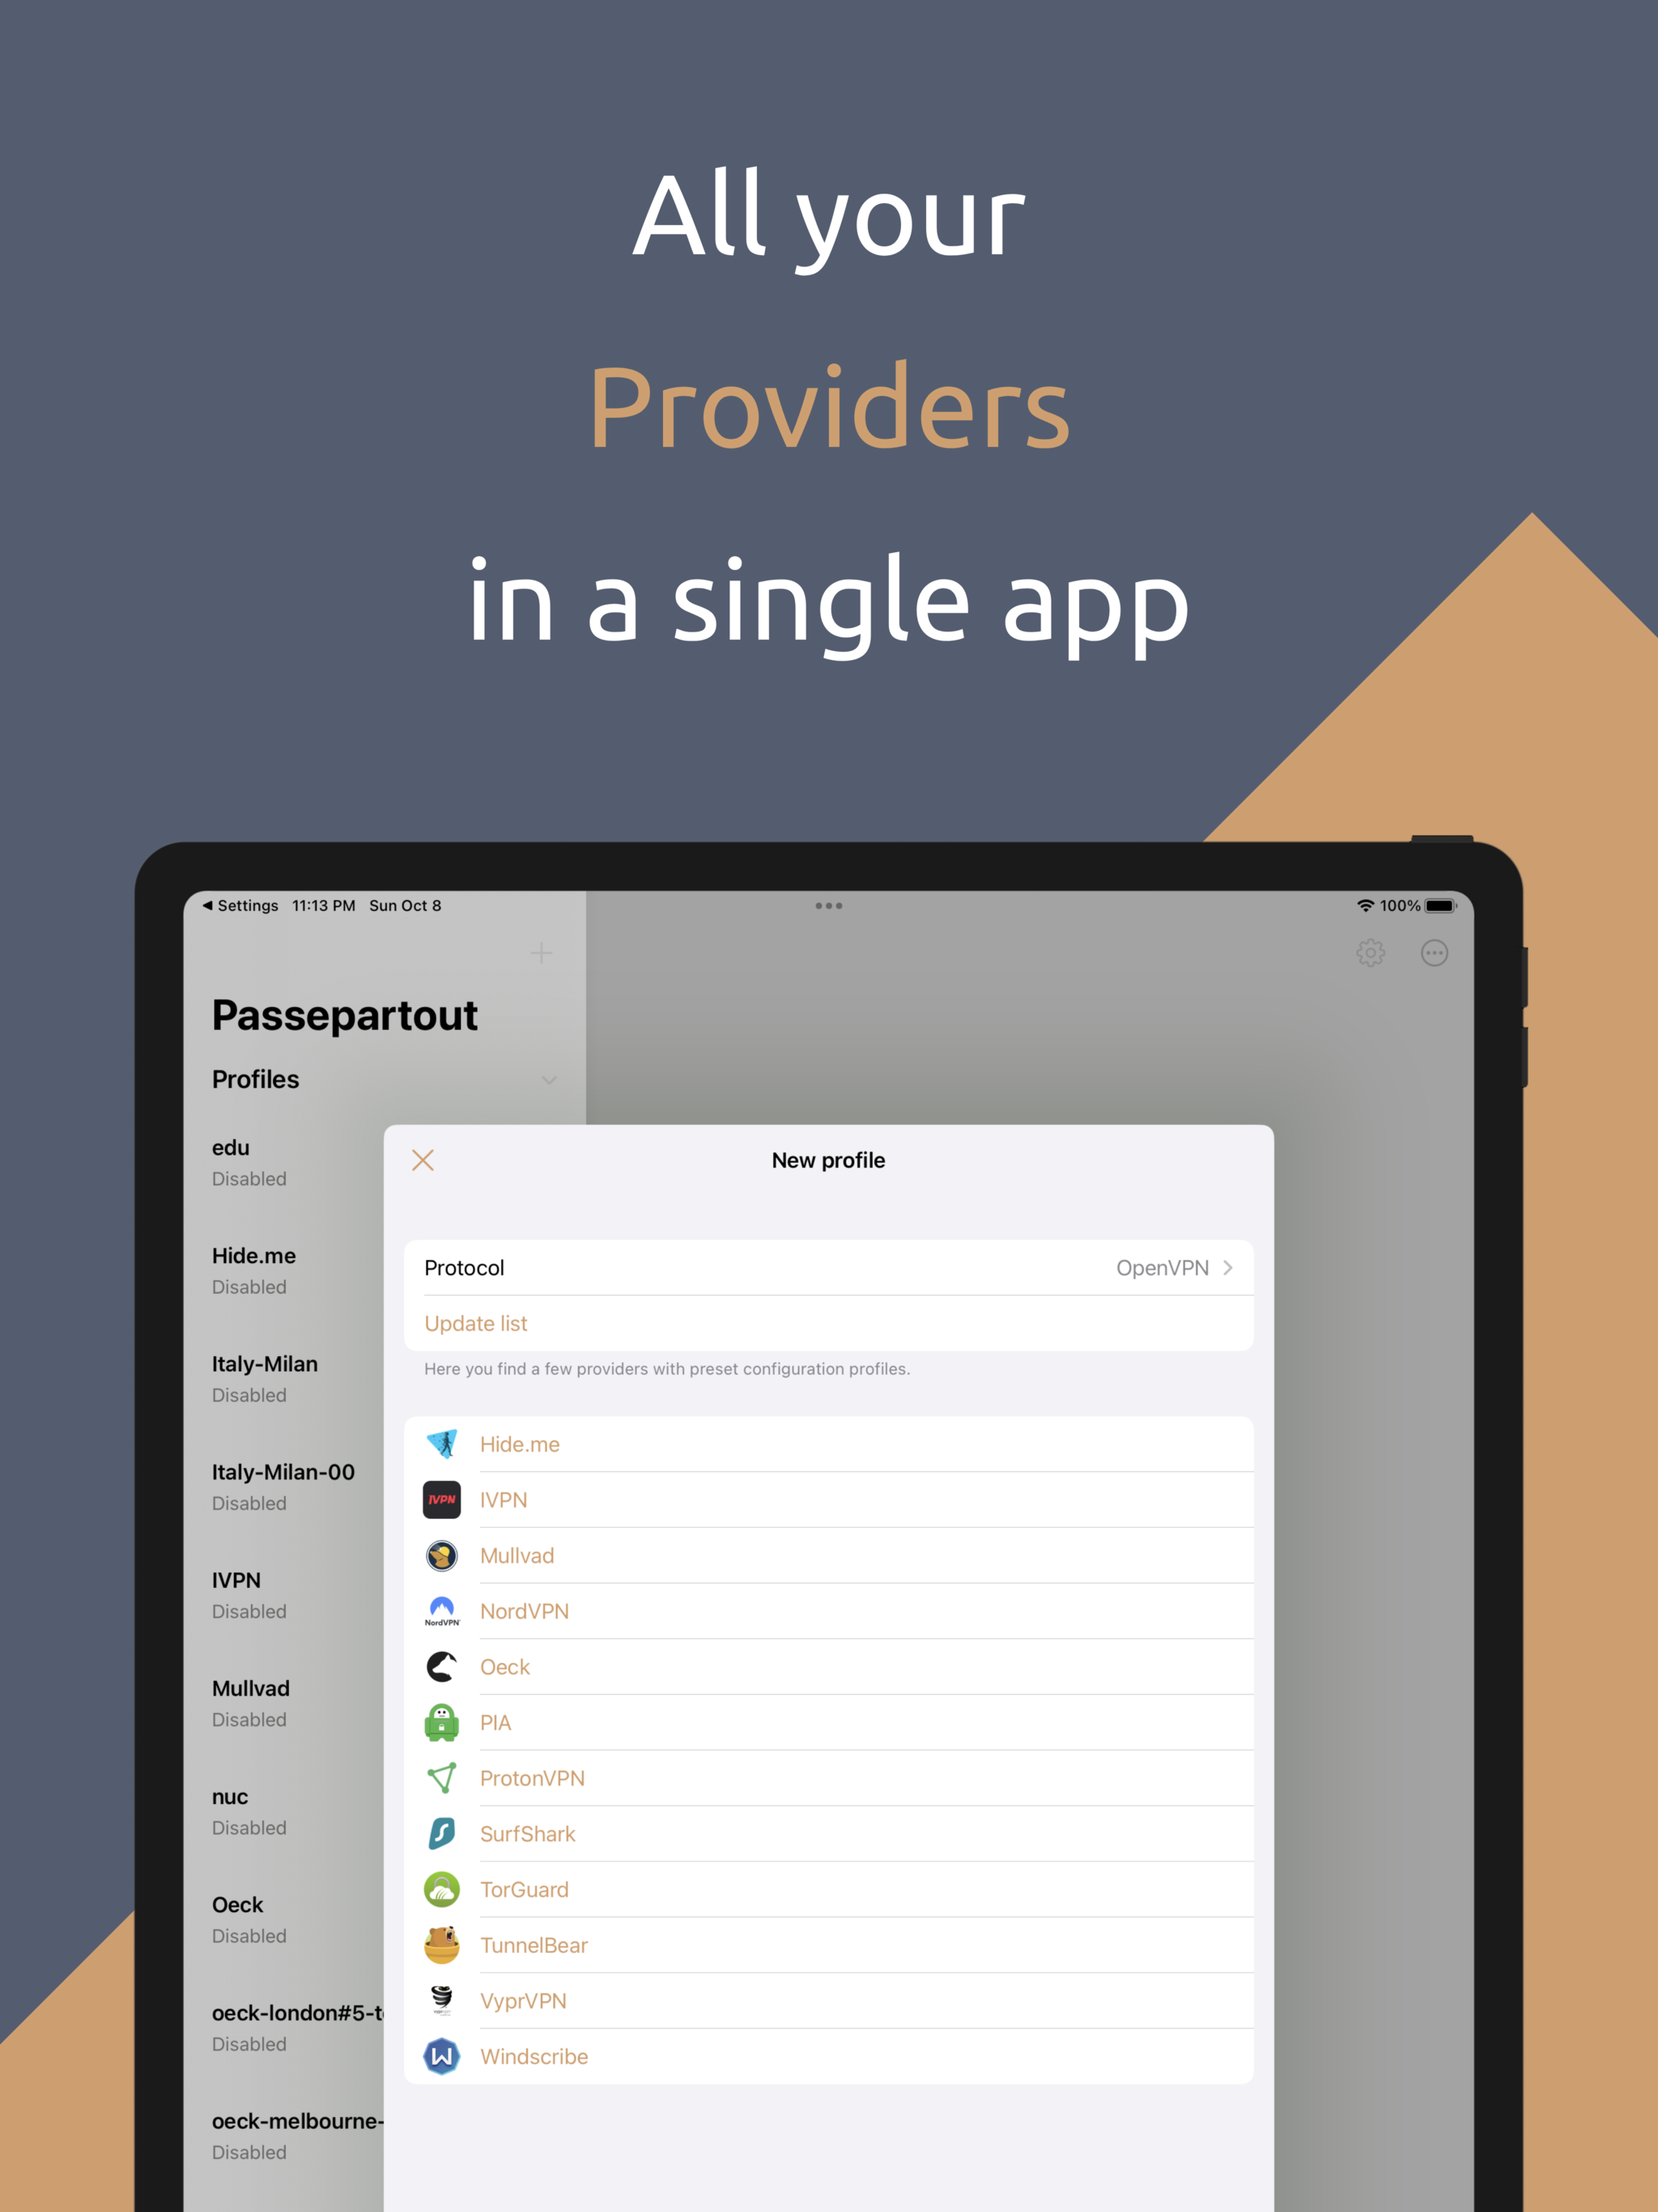 All your
Providers
in a single app
Settings 11:13 PM Sun Oct 8
100%
Passepartout
Profiles
edu
Disabled
Hide.me
Disabled
Italy-Milan
Disabled
Italy-Milan-00
Disabled
IVPN
Disabled
Mullvad
Disabled
nuc
Disabled
Oeck
Disabled
oeck-london#5-t
Disabled
oeck-melbourne-
Disabled
New profile
Protocol OpenVPN
Update list
Here you find a few providers with preset configuration profiles.
Hide.me
IVPN IVPN
Mullvad
NordVPN NordVPN
Oeck
PIA
ProtonVPN
SurfShark
TorGuard
TunnelBear
VyprVPN
Windscribe